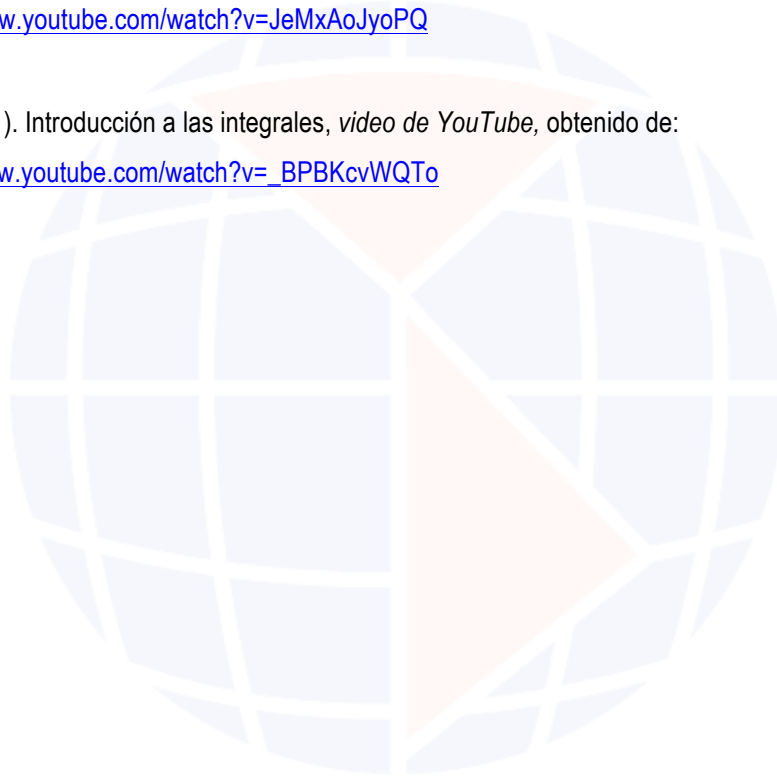 w.youtube.com/watch?v=JeMxAoJyoPQ
). Introducción a las integrales, video de YouTube, obtenido de:
w.youtube.com/watch?v=_BPBKcvWQTo